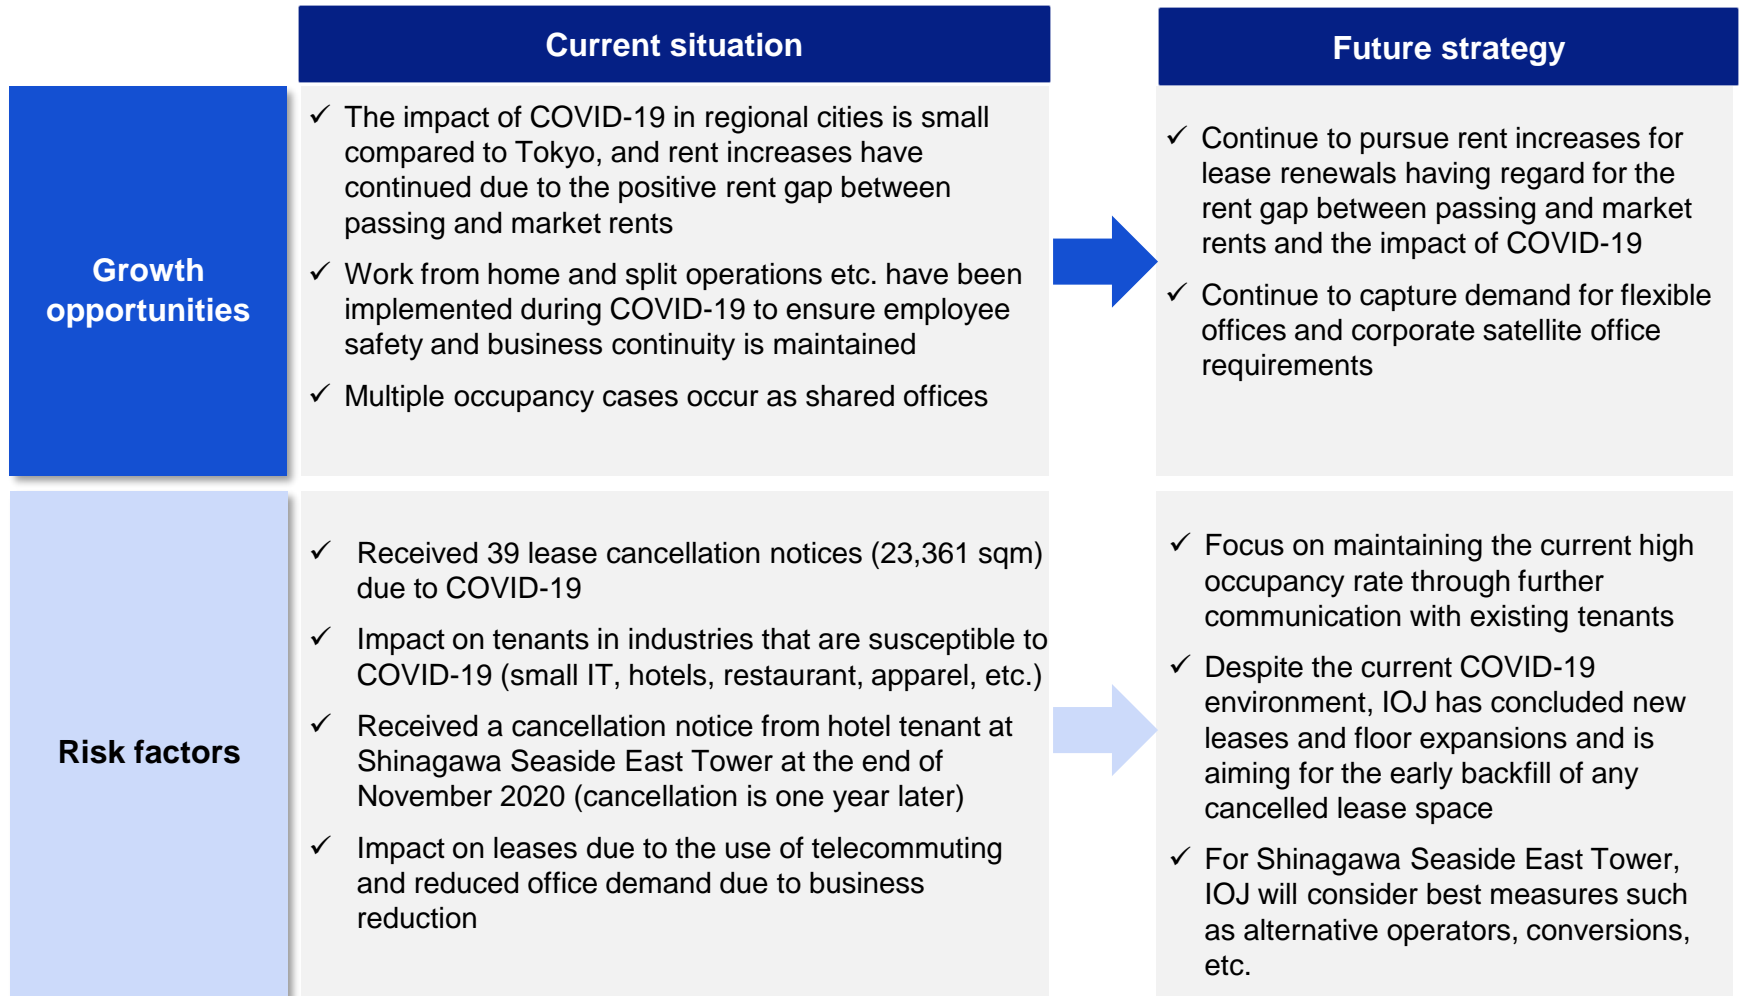 Current situation
Future strategy
Growth
opportunities
✓ The impact of COVID-19 in regional cities is small
compared to Tokyo, and rent increases have
continued due to the positive rent gap between
passing and market rents
✓ Work from home and split operations etc. have been
implemented during COVID-19 to ensure employee
safety and business continuity is maintained
✓ Multiple occupancy cases occur as shared offices
✓ Continue to pursue rent increases for
lease renewals having regard for the
rent gap between passing and market
rents and the impact of COVID-19
✓ Continue to capture demand for flexible
offices and corporate satellite office
requirements
Risk factors
✓ Received 39 lease cancellation notices (23,361 sqm)
due to COVID-19
✓ Impact on tenants in industries that are susceptible to
COVID-19 (small IT, hotels, restaurant, apparel, etc.)
✓ Received a cancellation notice from hotel tenant at
Shinagawa Seaside East Tower at the end of
November 2020 (cancellation is one year later)
✓ Impact on leases due to the use of telecommuting
and reduced office demand due to business
reduction
✓ Focus on maintaining the current high
occupancy rate through further
communication with existing tenants
✓ Despite the current COVID-19
environment, IOJ has concluded new
leases and floor expansions and is
aiming for the early backfill of any
cancelled lease space
✓ For Shinagawa Seaside East Tower,
IOJ will consider best measures such
as alternative operators, conversions,
etc.